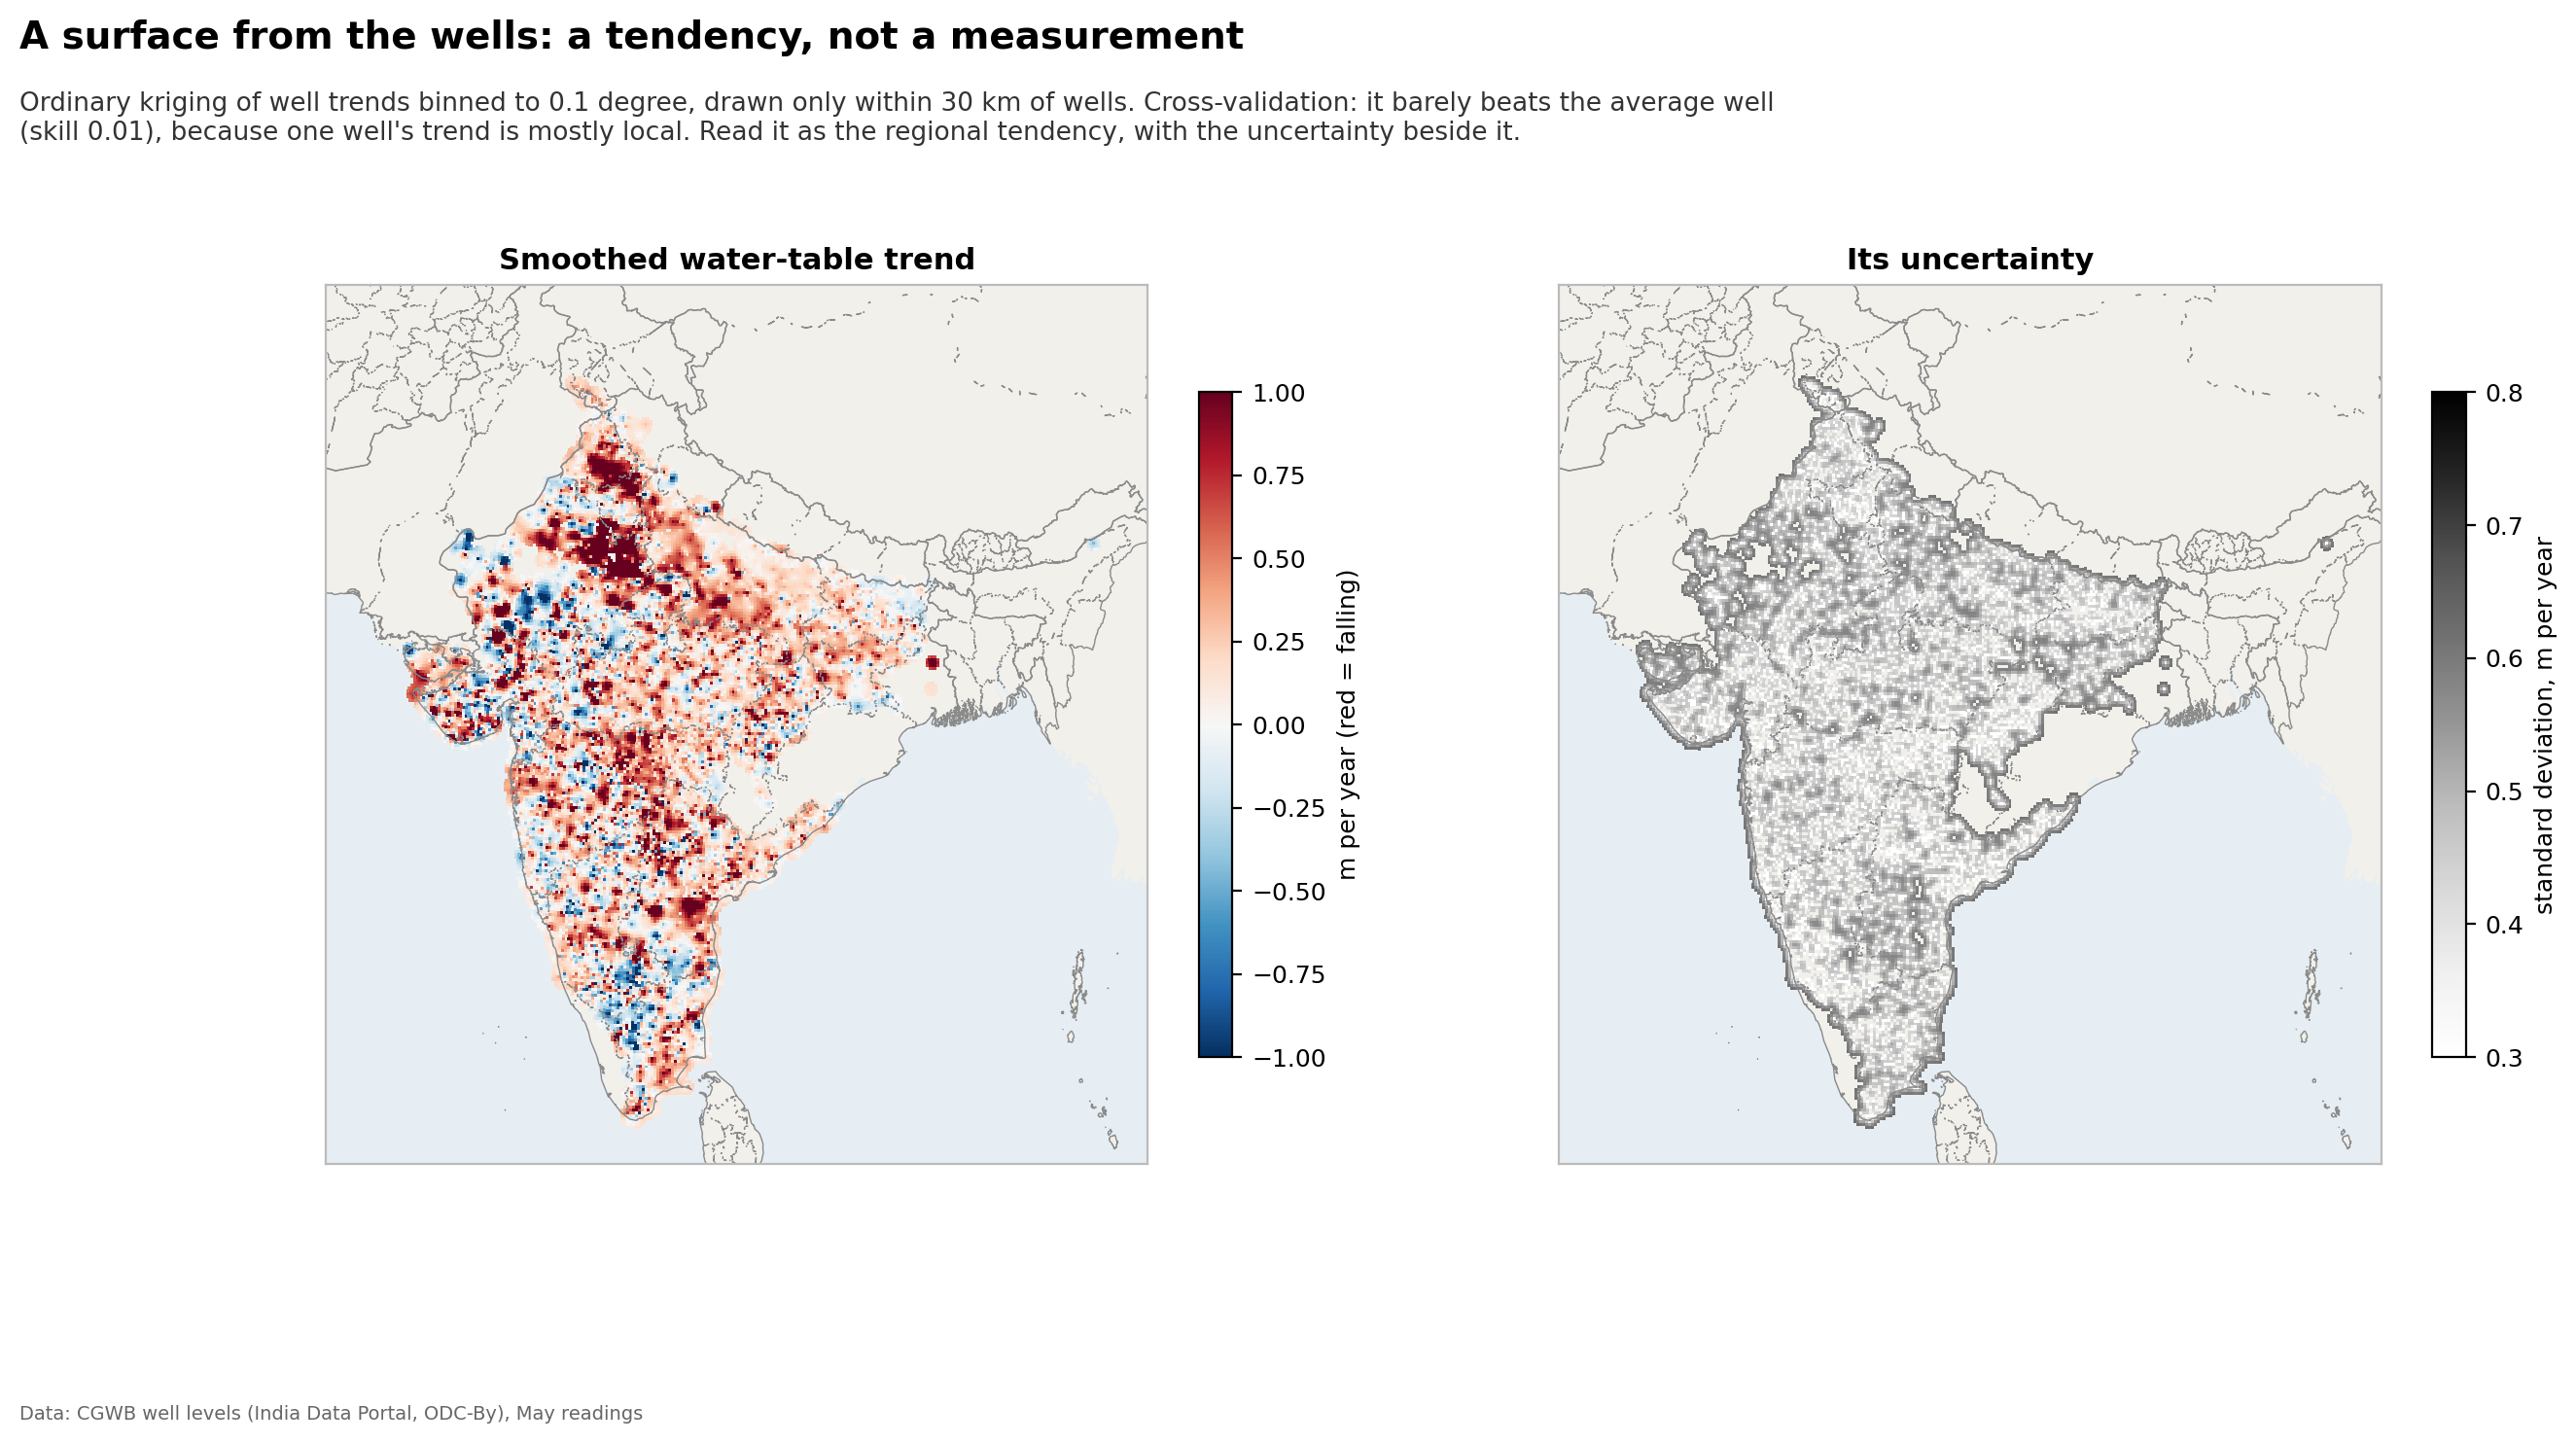 A surface from the wells: a tendency, not a measurement
Ordinary kriging of well trends binned to 0.1 degree, drawn only within 30 km of wells. Cross-validation: it barely beats the average well
(skill 0.01), because one well's trend is mostly local. Read it as the regional tendency, with the uncertainty beside it.
Smoothed water-table trend
1.00
0.75
0.50
0.25
0.00
−0.25
−0.50
−0.75
−1.00
m per year (red = falling)
Its uncertainty
0.8
0.7
0.6
0.5
0.4
0.3
standard deviation, m per year
Data: CGWB well levels (India Data Portal, ODC-By), May readings